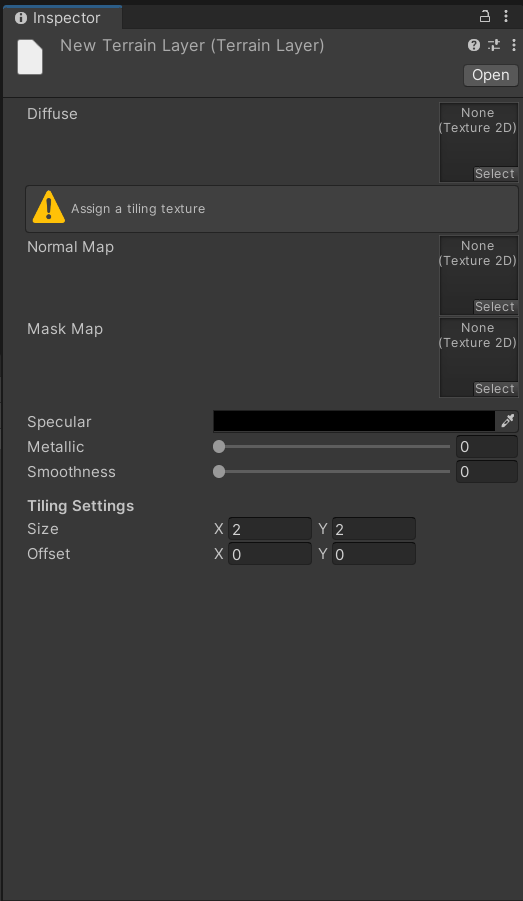 Inspector
New Terrain Layer (Terrain Layer)
Open
Diffuse
None
(Texture 2D)
Select
Assign a tiling texture
Normal Map
None
(Texture 2D)
Select
Mask Map
None
(Texture 2D)
Select
Specular
Metallic 0
Smoothness 0
Tiling Settings
Size X 2 Y 2
Offset X 0 Y 0